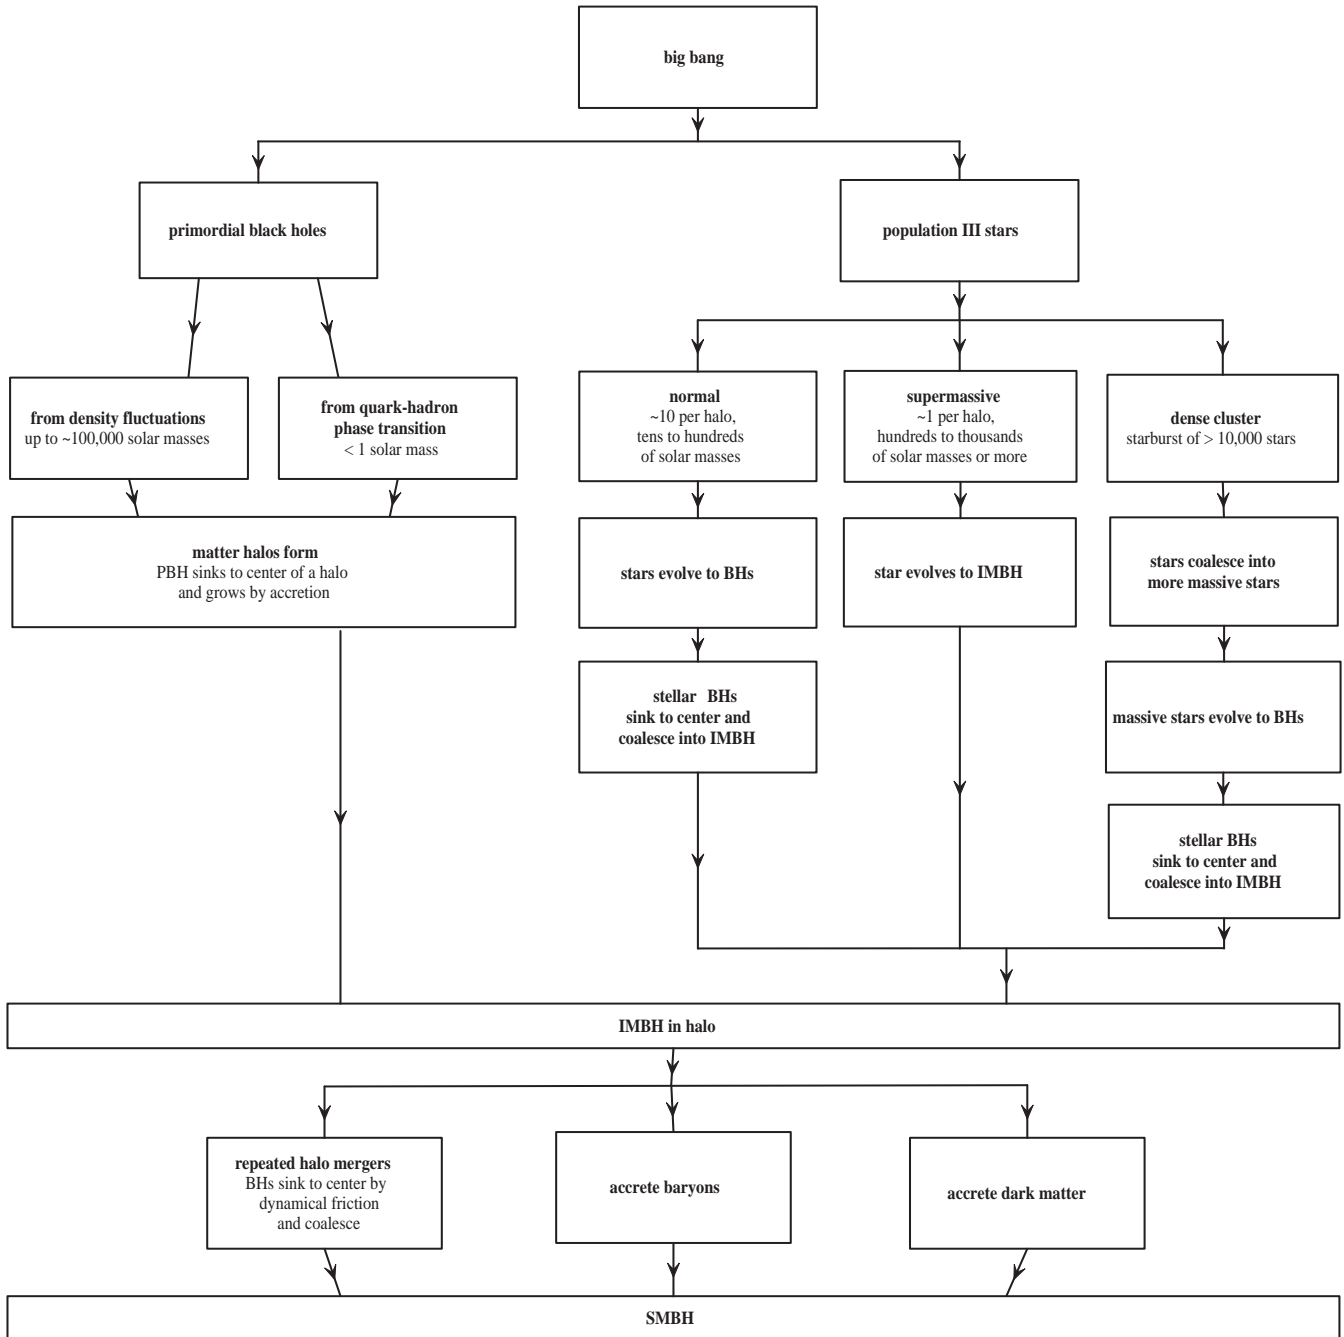 big bang
primordial black holes
population III stars
from density fluctuations
up to ~100,000 solar masses
from quark-hadron
phase transition
< 1 solar mass
normal
~10 per halo,
tens to hundreds
of solar masses
supermassive
~1 per halo,
hundreds to thousands
of solar masses or more
dense cluster
starburst of > 10,000 stars
matter halos form
PBH sinks to center of a halo
and grows by accretion
stars evolve to BHs
star evolves to IMBH
stars coalesce into
more massive stars
stellar BHs
sink to center and
coalesce into IMBH
massive stars evolve to BHs
stellar BHs
sink to center and
coalesce into IMBH
IMBH in halo
repeated halo mergers
BHs sink to center by
dynamical friction
and coalesce
accrete baryons
accrete dark matter
SMBH